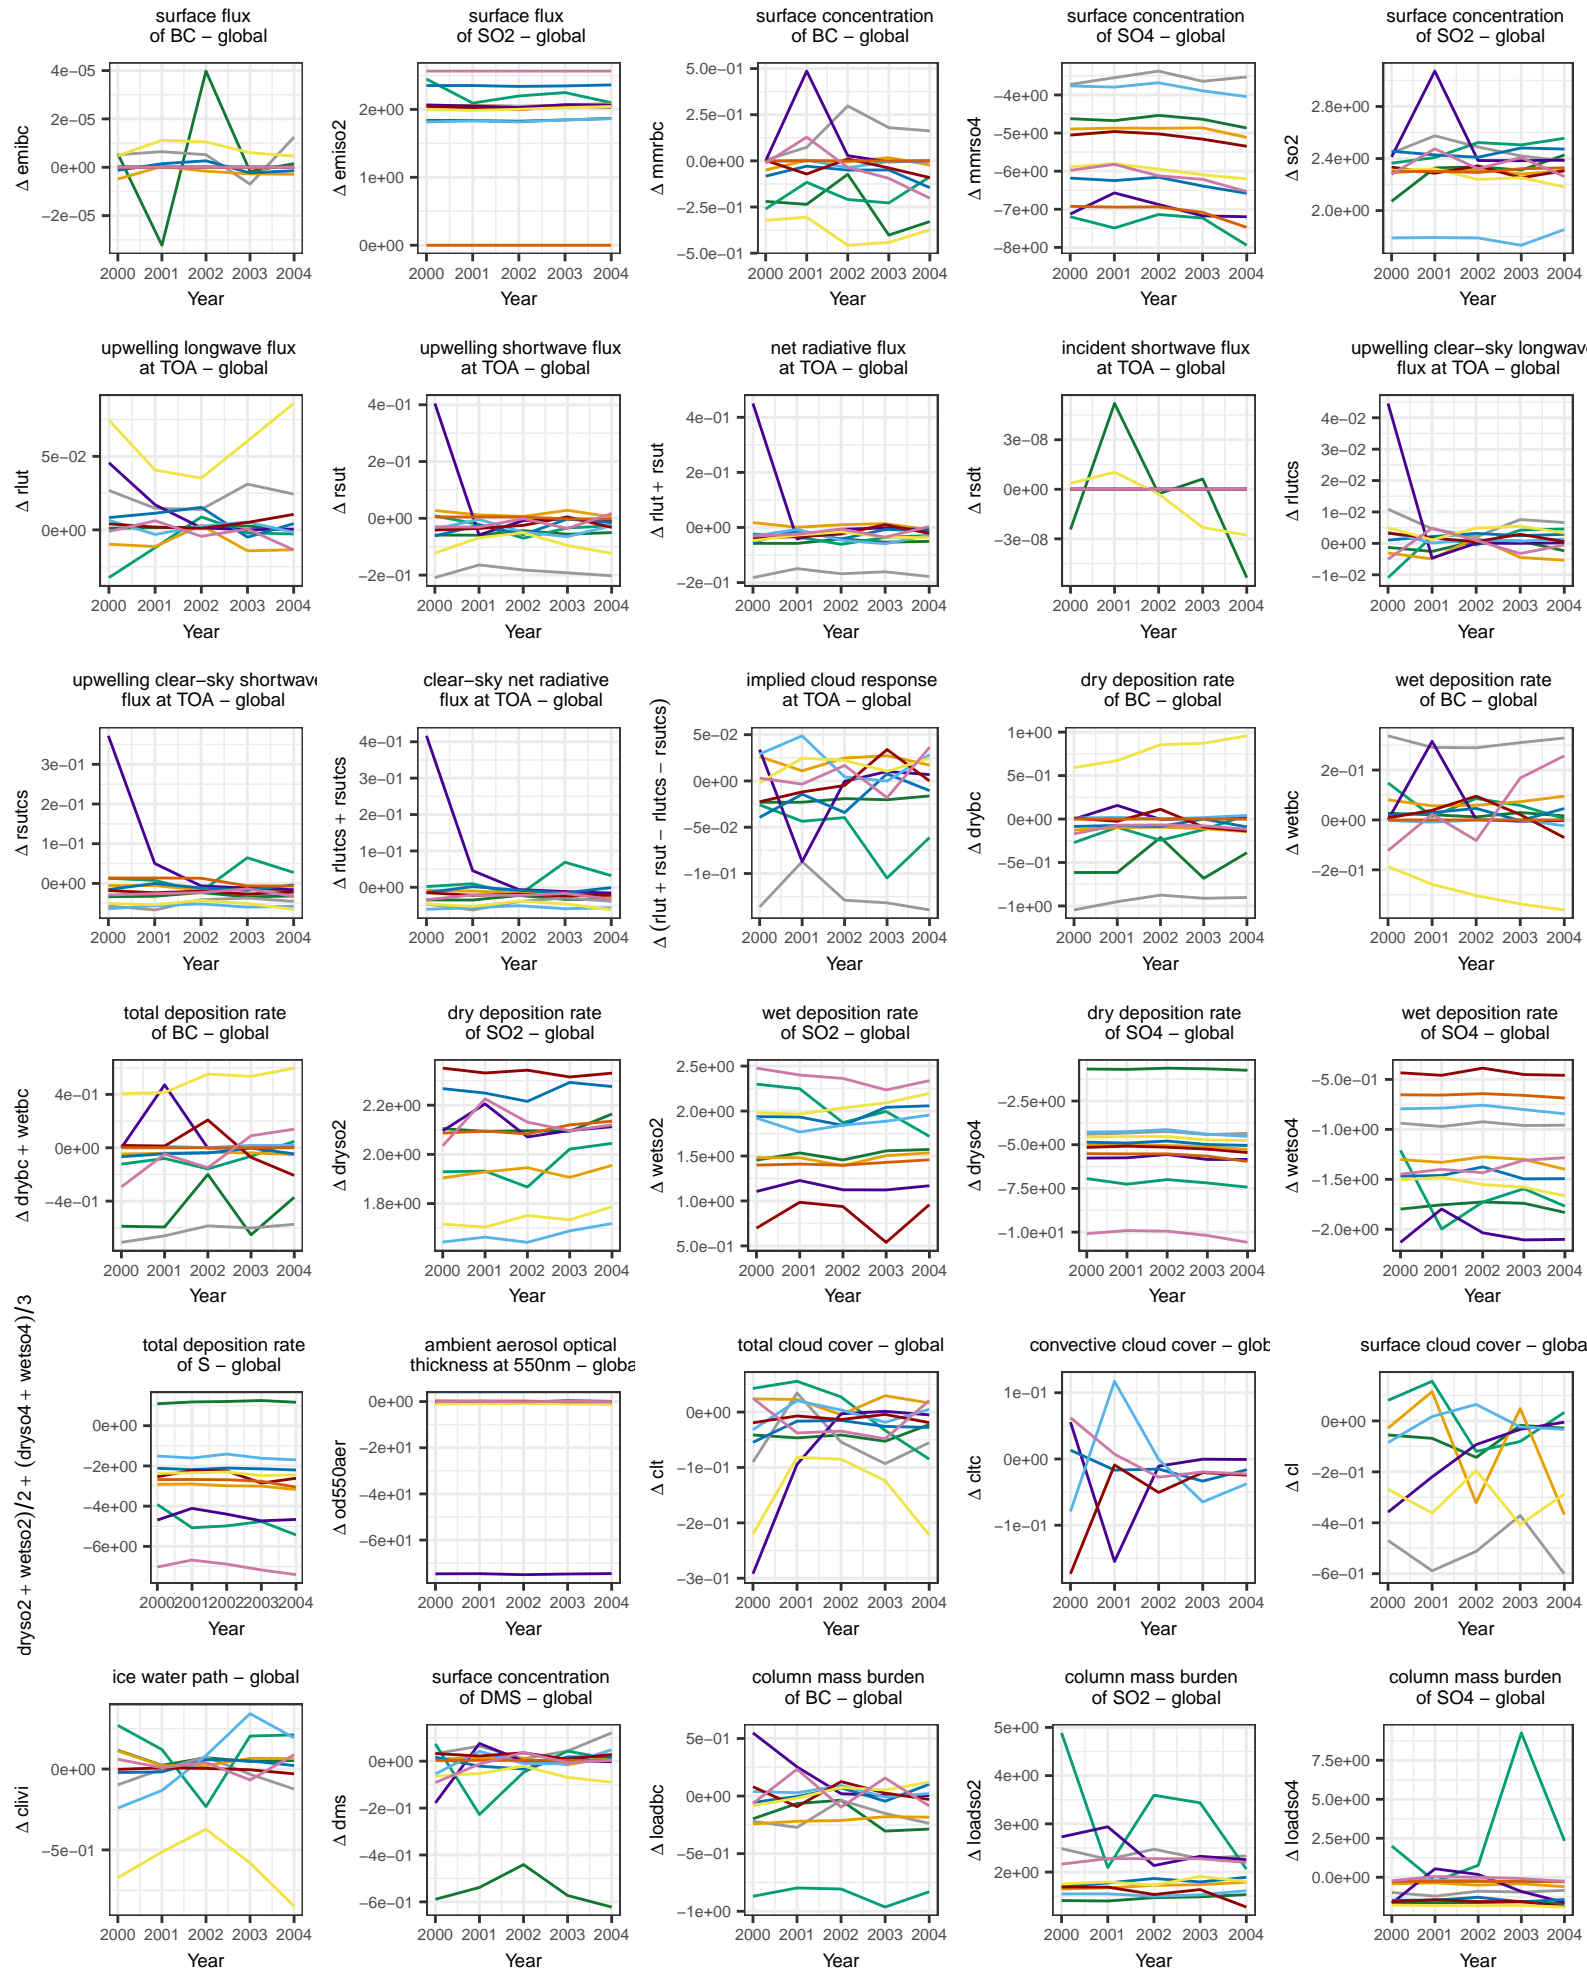 surface flux
of BC − global
surface flux
of SO2 − global
surface concentration
of BC − global
surface concentration
of SO4 − global
surface concentration
of SO2 − global
Δ emibc
4e−05
2e−05
0e+00
−2e−05
2000 2001 2002 2003 2004
Year
Δ emiso2
2e+00
1e+00
0e+00
2000 2001 2002 2003 2004
Year
Δ mmrbc
5.0e−01
2.5e−01
0.0e+00
−2.5e−01
−5.0e−01
2000 2001 2002 2003 2004
Year
Δ mmrso4
−4e+00
−5e+00
−6e+00
−7e+00
−8e+00
2000 2001 2002 2003 2004
Year
Δ so2
2.8e+00
2.4e+00
2.0e+00
2000 2001 2002 2003 2004
Year
upwelling longwave flux
at TOA − global
upwelling shortwave flux
at TOA − global
net radiative flux
at TOA − global
incident shortwave flux
at TOA − global
upwelling clear−sky longwave
flux at TOA − global
Δ rlut
5e−02
0e+00
2000 2001 2002 2003 2004
Year
Δ rsut
4e−01
2e−01
0e+00
−2e−01
2000 2001 2002 2003 2004
Year
Δ rlut + rsut
4e−01
2e−01
0e+00
−2e−01
2000 2001 2002 2003 2004
Year
Δ rsdt
3e−08
0e+00
−3e−08
2000 2001 2002 2003 2004
Year
Δ rlutcs
4e−02
3e−02
2e−02
1e−02
0e+00
−1e−02
2000 2001 2002 2003 2004
Year
upwelling clear−sky shortwave
flux at TOA − global
clear−sky net radiative
flux at TOA − global
implied cloud response
at TOA − global
dry deposition rate
of BC − global
wet deposition rate
of BC − global
Δ rsutcs
3e−01
2e−01
1e−01
0e+00
2000 2001 2002 2003 2004
Year
Δ rlutcs + rsutcs
4e−01
3e−01
2e−01
1e−01
0e+00
2000 2001 2002 2003 2004
Year
Δ (rlut + rsut − rlutcs − rsutcs)
5e−02
0e+00
−5e−02
−1e−01
2000 2001 2002 2003 2004
Year
Δ drybc
1e+00
5e−01
0e+00
−5e−01
−1e+00
2000 2001 2002 2003 2004
Year
Δ wetbc
2e−01
0e+00
−2e−01
2000 2001 2002 2003 2004
Year
total deposition rate
of BC − global
dry deposition rate
of SO2 − global
wet deposition rate
of SO2 − global
dry deposition rate
of SO4 − global
wet deposition rate
of SO4 − global
Δ drybc + wetbc
4e−01
0e+00
−4e−01
2000 2001 2002 2003 2004
Year
Δ dryso2
2.2e+00
2.0e+00
1.8e+00
2000 2001 2002 2003 2004
Year
Δ wetso2
2.5e+00
2.0e+00
1.5e+00
1.0e+00
5.0e−01
2000 2001 2002 2003 2004
Year
Δ dryso4
−2.5e+00
−5.0e+00
−7.5e+00
−1.0e+01
2000 2001 2002 2003 2004
Year
Δ wetso4
−5.0e−01
−1.0e+00
−1.5e+00
−2.0e+00
2000 2001 2002 2003 2004
Year
total deposition rate
of S − global
ambient aerosol optical
thickness at 550nm − globa
total cloud cover − global
convective cloud cover − glob
surface cloud cover − globa
dryso2 + wetso2)/2 + (dryso4 + wetso4)/3
0e+00
−2e+00
−4e+00
−6e+00
2000 2001 2002 2003 2004
Year
Δ od550aer
0e+00
−2e+01
−4e+01
−6e+01
2000 2001 2002 2003 2004
Year
Δ clt
0e+00
−1e−01
−2e−01
−3e−01
2000 2001 2002 2003 2004
Year
Δ cltc
1e−01
0e+00
−1e−01
2000 2001 2002 2003 2004
Year
Δ cl
0e+00
−2e−01
−4e−01
−6e−01
2000 2001 2002 2003 2004
Year
ice water path − global
surface concentration
of DMS − global
column mass burden
of BC − global
column mass burden
of SO2 − global
column mass burden
of SO4 − global
Δ clivi
0e+00
−5e−01
2000 2001 2002 2003 2004
Year
Δ dms
0e+00
−2e−01
−4e−01
−6e−01
2000 2001 2002 2003 2004
Year
Δ loadbc
5e−01
0e+00
−5e−01
−1e+00
2000 2001 2002 2003 2004
Year
Δ loadso2
5e+00
4e+00
3e+00
2e+00
2000 2001 2002 2003 2004
Year
Δ loadso4
7.5e+00
5.0e+00
2.5e+00
0.0e+00
2000 2001 2002 2003 2004
Year